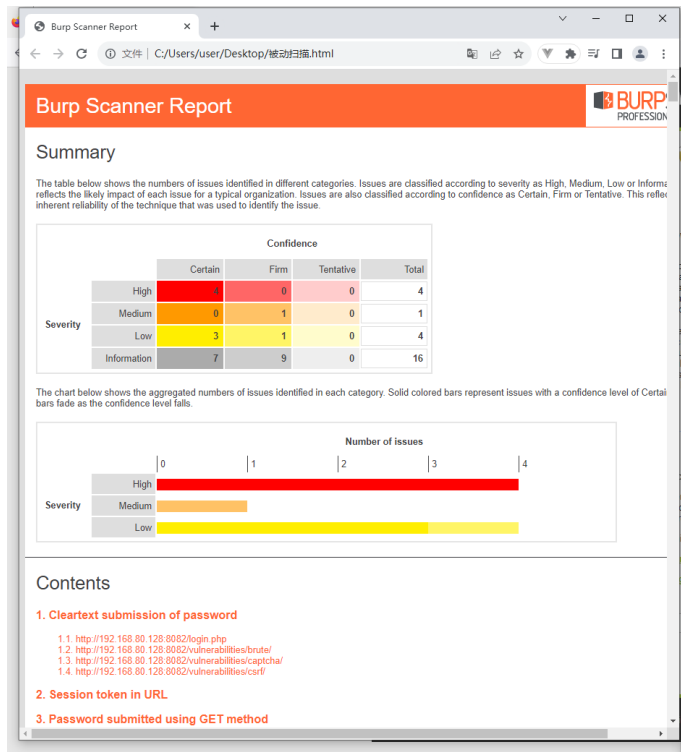 Burp Scanner Report
文件
C:/Users/user/Desktop/被动扫描.html
Burp Scanner Report
BURP
PROFESSION
Summary
The table below shows the numbers of issues identified in different categories. Issues are classified according to severity as High, Medium, Low or Informa
reflects the likely impact of each issue for a typical organization. Issues are also classified according to confidence as Certain, Firm or Tentative. This reflec
inherent reliability of the technique that was used to identify the issue.
Confidence
Certain Firm Tentative Total
High 4 0 0 4
Medium 0 1 0 1
Severity
Low 3 1 0 4
Information 7 9 0 16
The chart below shows the aggregated numbers of issues identified in each category. Solid colored bars represent issues with a confidence level of Certai
bars fade as the confidence level falls.
Number of issues
0 1 2 3 4
High
Severity Medium
Low
Contents
1. Cleartext submission of password
1.1. http://192.168.80.128:8082/login.php
1.2. http://192.168.80.128:8082/vulnerabilities/brute/
1.3. http://192.168.80.128:8082/vulnerabilities/captcha/
1.4. http://192.168.80.128:8082/vulnerabilities/csrf/
2. Session token in URL
3. Password submitted using GET method